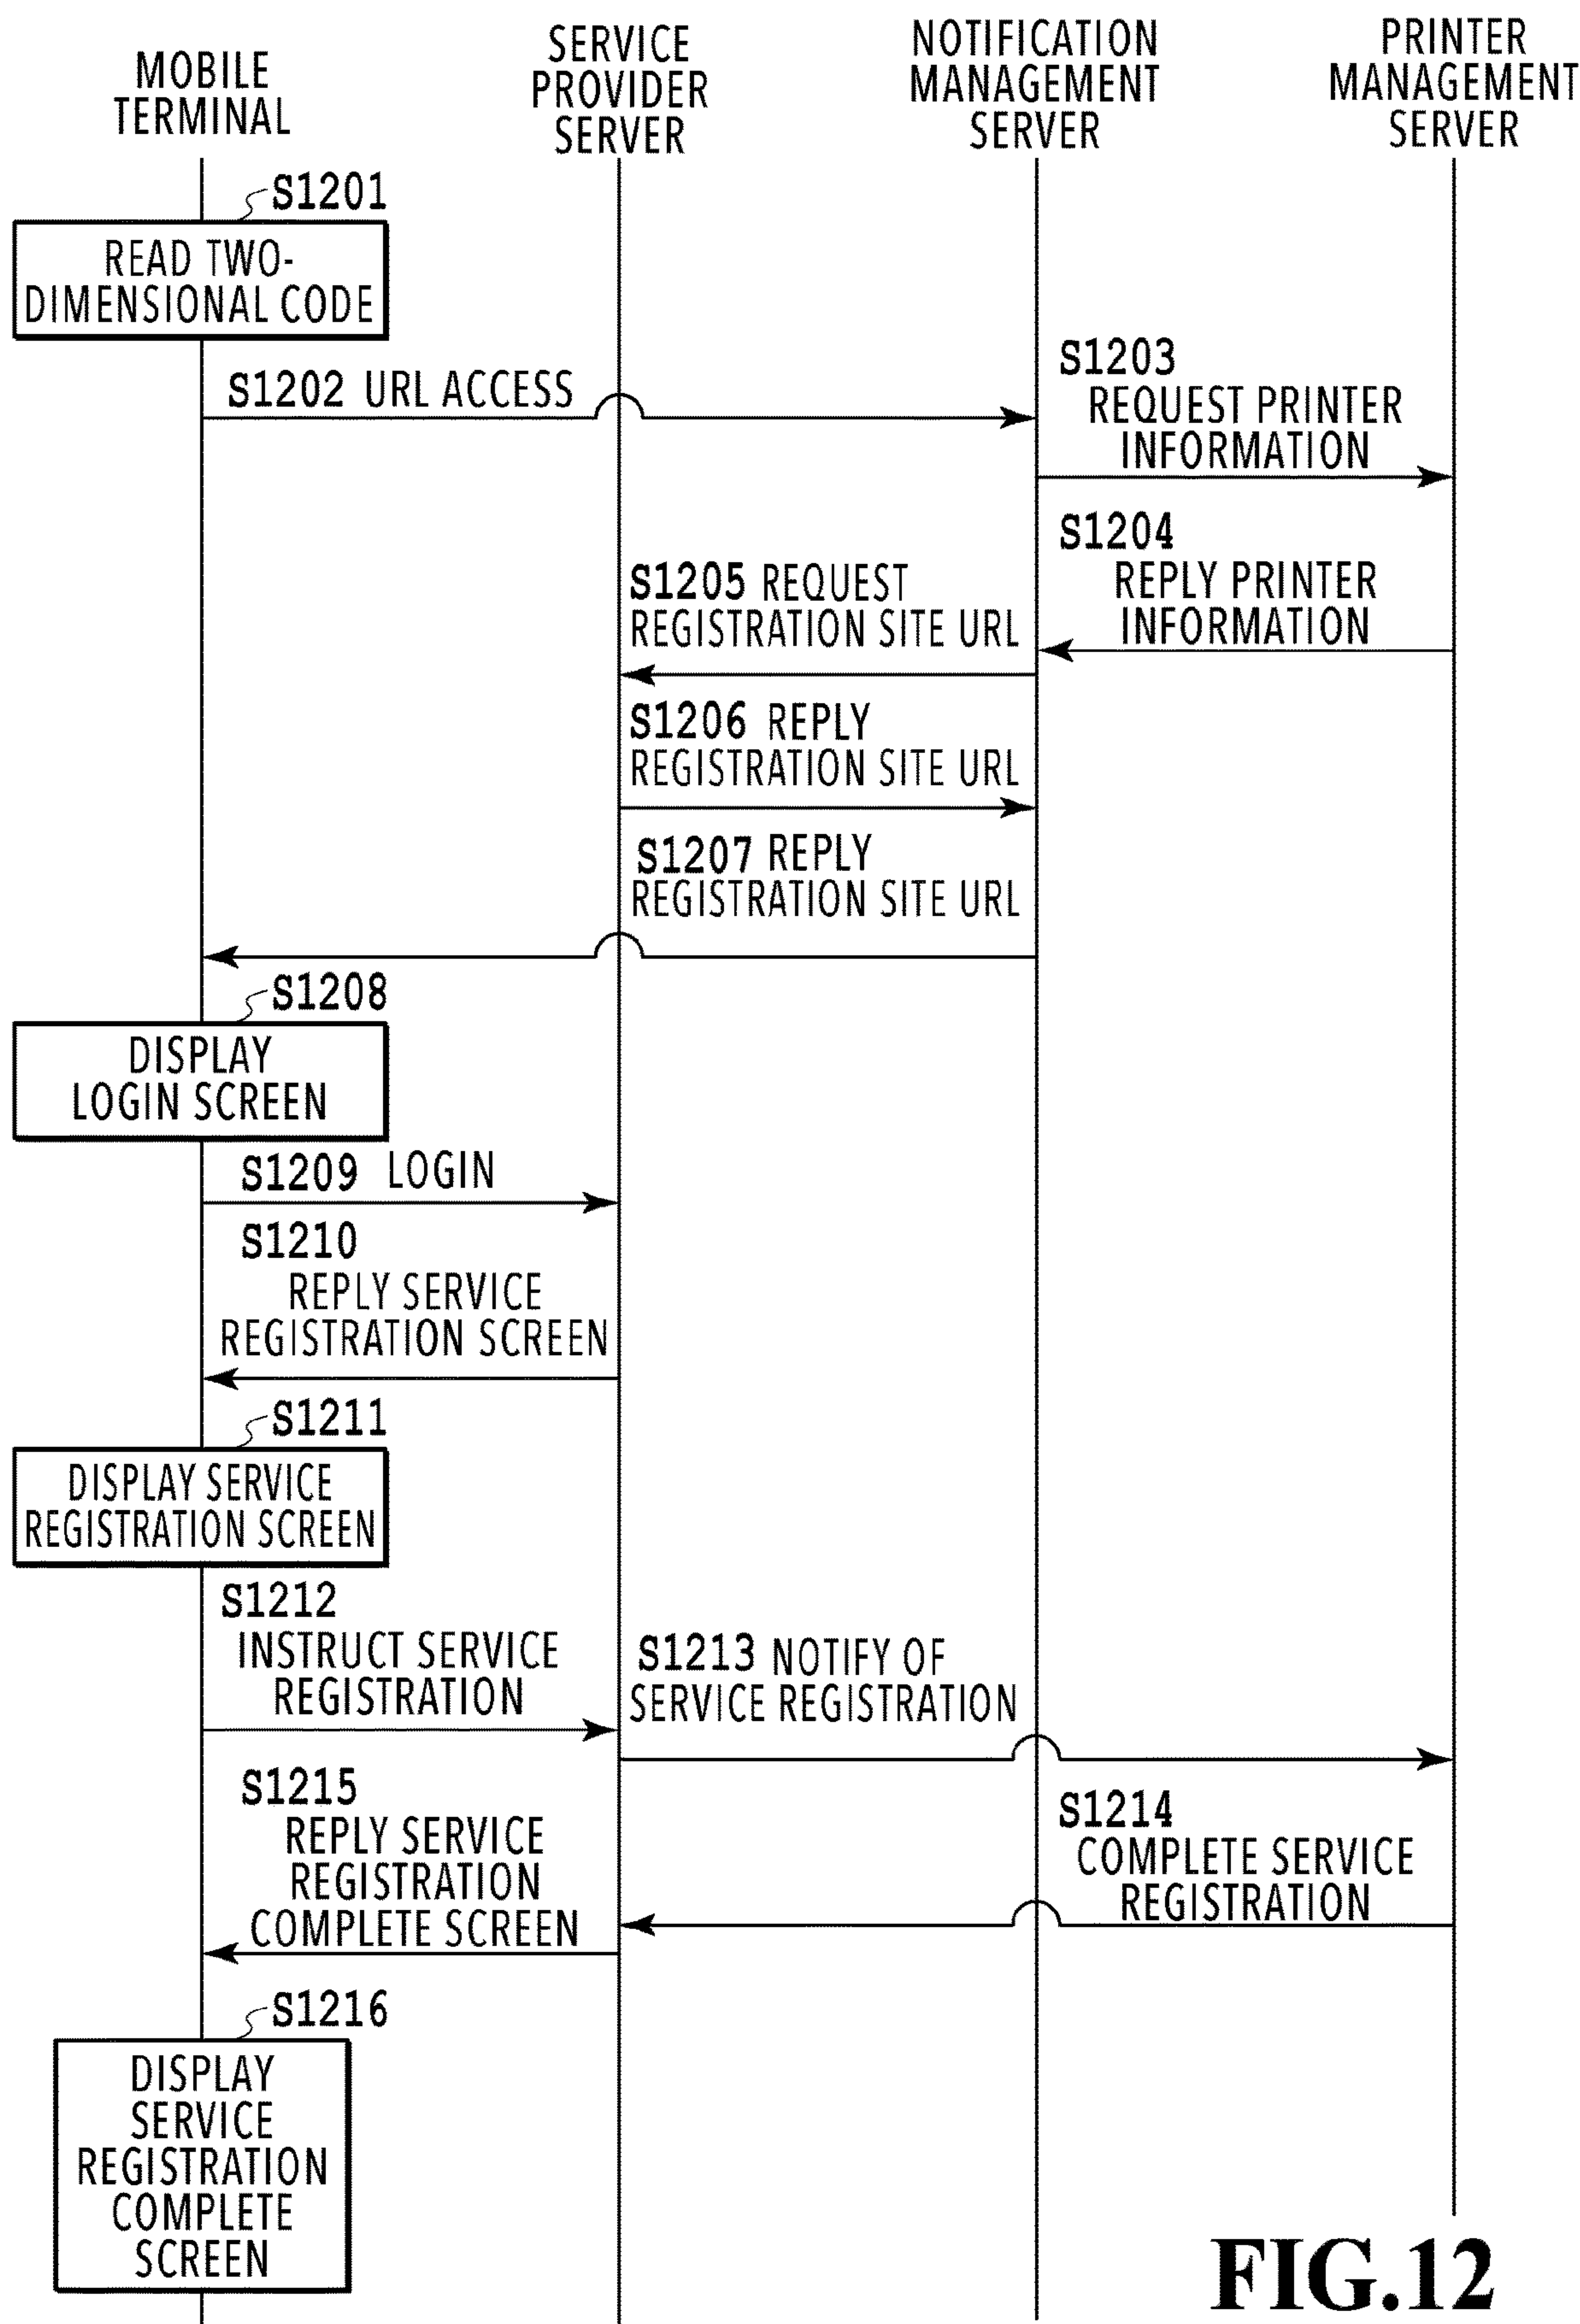 MOBILE
TERMINAL
SERVICE
PROVIDER
SERVER
NOTIFICATION
MANAGEMENT
SERVER
PRINTER
MANAGEMENT
SERVER
S1201
READ TWO-
DIMENSIONAL CODE
S1202 URL ACCESS
S1203
REQUEST PRINTER
INFORMATION
S1204
REPLY PRINTER
INFORMATION
S1205 REQUEST
REGISTRATION SITE URL
S1206 REPLY
REGISTRATION SITE URL
S1207 REPLY
REGISTRATION SITE URL
S1208
DISPLAY
LOGIN SCREEN
S1209 LOGIN
S1210
REPLY SERVICE
REGISTRATION SCREEN
S1211
DISPLAY SERVICE
REGISTRATION SCREEN
S1212
INSTRUCT SERVICE
REGISTRATION
S1213 NOTIFY OF
SERVICE REGISTRATION
S1214
COMPLETE SERVICE
REGISTRATION
S1215
REPLY SERVICE
REGISTRATION
COMPLETE SCREEN
S1216
DISPLAY
SERVICE
REGISTRATION
COMPLETE
SCREEN
FIG.12